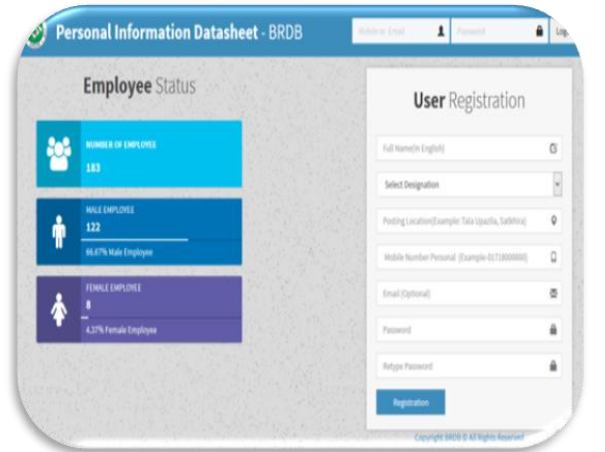 Personal Information Datasheet - BRDB
Mobile or Email
Password
Log
Employee Status
NUMBER OF EMPLOYEE
183
MALE EMPLOYEE
122
66.67% Male Employee
FEMALE EMPLOYEE
8
4.37% Female Employee
User Registration
Full Name(in English)
Select Designation
Posting Location(Example: Tala Upazila, Satkhira)
Mobile Number Personal (Example-01718000000)
Email (Optional)
Password
Retype Password
Registration
Copyright BRDB © All Rights Reserved